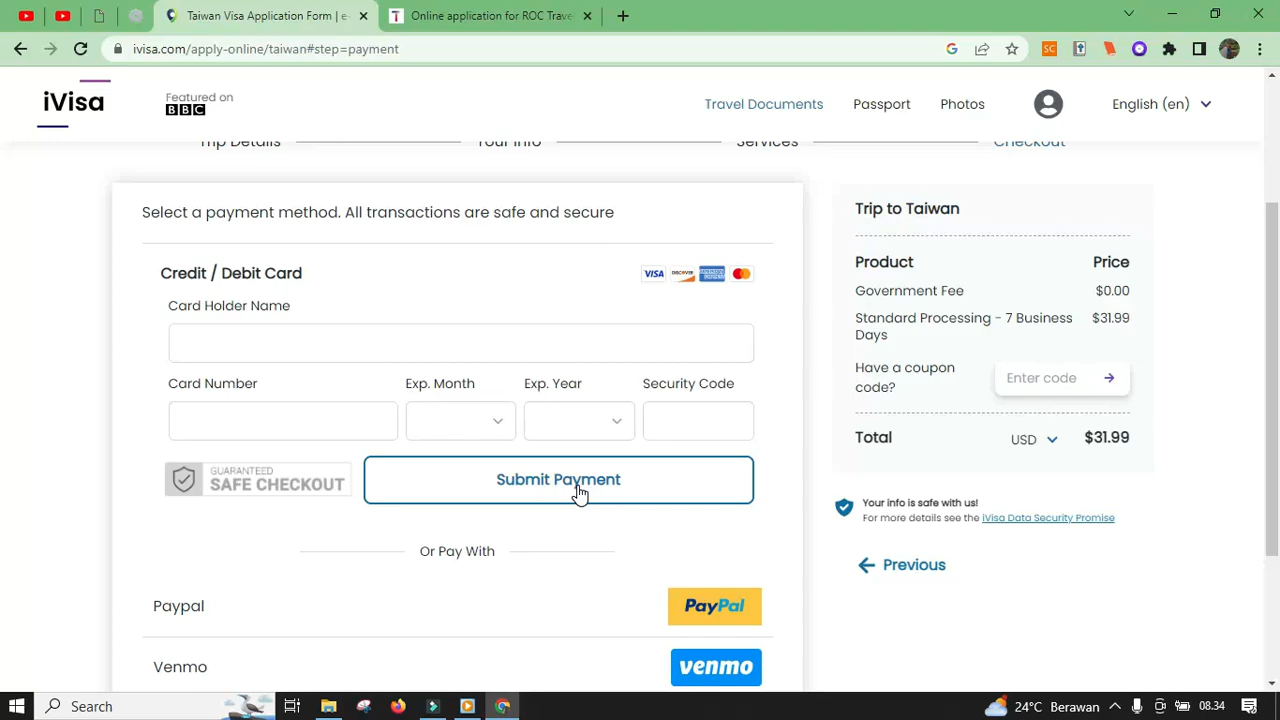 Taiwan Visa Application Form | e-
Online application for ROC Trave
ivisa.com/apply-online/taiwan#step=payment
SC
iVisa
Featured on
BBC
Travel Documents
Passport
Photos
English (en)
Trip Details
Your Info
Services
Checkout
Select a payment method. All transactions are safe and secure
Credit / Debit Card
VISA
DISCOVER
AMERICAN EXPRESS
Card Holder Name
Card Number
Exp. Month
Exp. Year
Security Code
GUARANTEED
SAFE CHECKOUT
Submit Payment
Or Pay With
Paypal
PayPal
Venmo
venmo
Trip to Taiwan
Product
Price
Government Fee
$0.00
Standard Processing - 7 Business
Days
$31.99
Have a coupon
code?
Enter code
Total
USD
$31.99
Your info is safe with us!
For more details see the iVisa Data Security Promise
Previous
Search
24°C Berawan
08.34